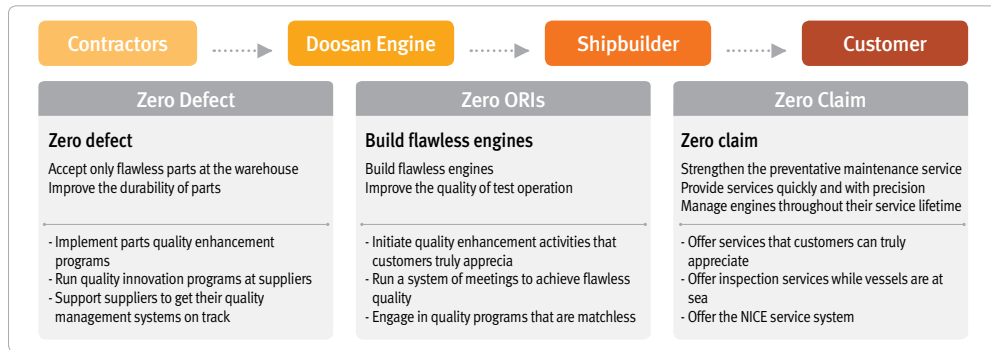 Contractors
Doosan Engine
Shipbuilder
Customer
Zero Defect
Zero defect
Accept only flawless parts at the warehouse
Improve the durability of parts
- Implement parts quality enhancement
programs
- Run quality innovation programs at suppliers
- Support suppliers to get their quality
management systems on track
Zero ORIs
Build flawless engines
Build flawless engines
Improve the quality of test operation
- Initiate quality enhancement activities that
customers truly apprecia
- Run a system of meetings to achieve flawless
quality
- Engage in quality programs that are matchless
Zero Claim
Zero claim
Strengthen the preventative maintenance service
Provide services quickly and with precision
Manage engines throughout their service lifetime
- Offer services that customers can truly
appreciate
- Offer inspection services while vessels are at
sea
- Offer the NICE service system